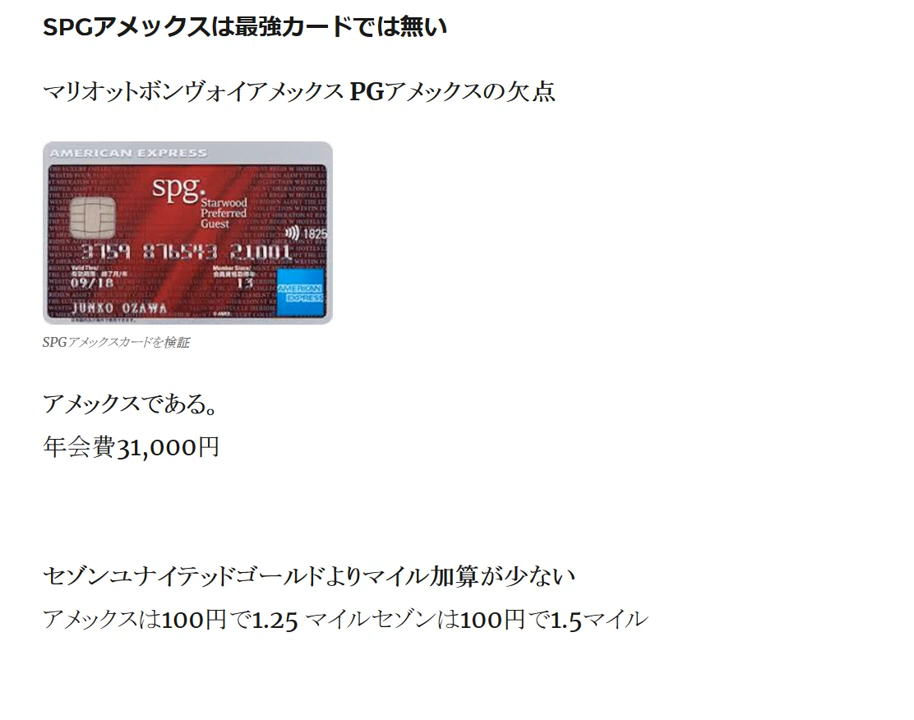 SPGアメックスは最強カードでは無い
マリオットボンヴォイアメックス PGアメックスの欠点
AMERICAN EXPRESS
spg.
Starwood
Preferred
Guest
1825
3759 876543 21001
Valid Thru/
Member Since/
09/18
13
AMERICAN
EXPRESS
JUNKO OZAWA
SPGアメックスカードを検証
アメックスである。
年会費31,000円
セゾンユナイテッドゴールドよりマイル加算が少ない
アメックスは100円で1.25 マイルセゾンは100円で1.5マイル